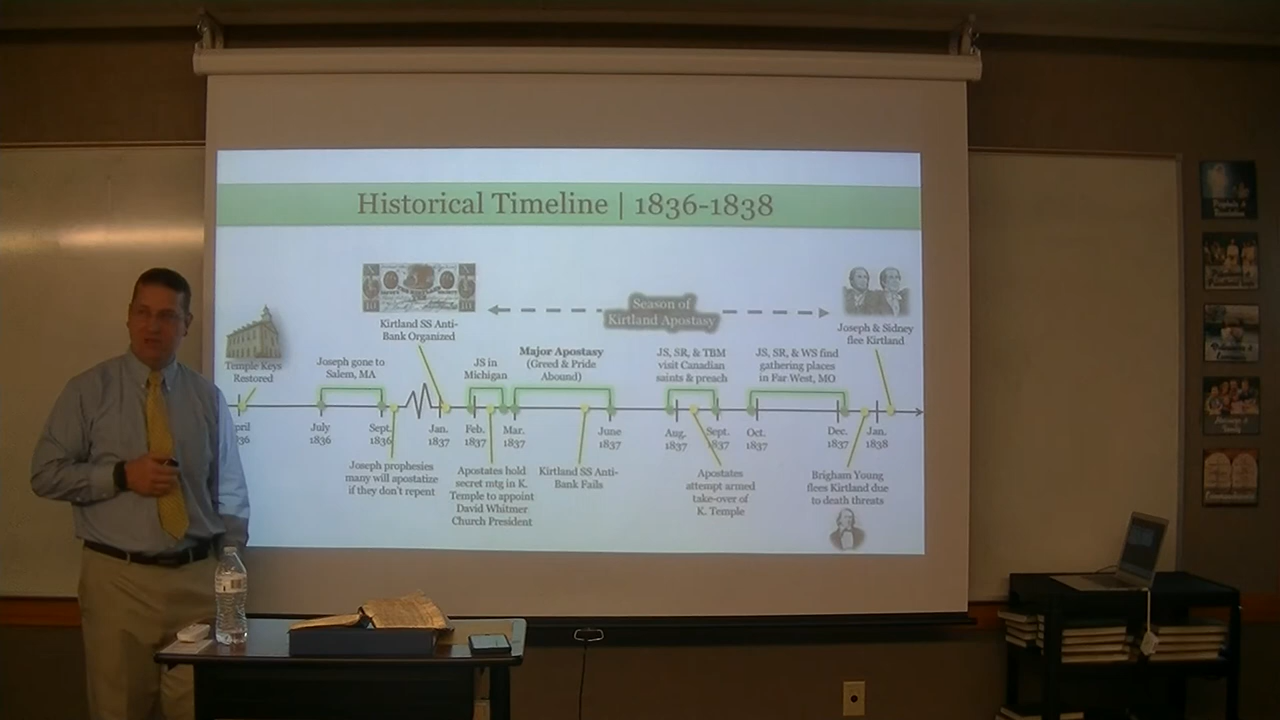 Historical Timeline | 1836-1838
Season of
Kirtland Apostasy
Kirtland SS Anti-
Bank Organized
Joseph & Sidney
flee Kirtland
Temple Keys
Restored
Joseph gone to
Salem, MA
JS in
Michigan
Major Apostasy
(Greed & Pride
Abound)
JS, SR, & TBM
visit Canadian
saints & preach
JS, SR, & WS find
gathering places
in Far West, MO
pril
36
July
1836
Sept.
1836
Jan.
1837
Feb.
1837
Mar.
1837
June
1837
Aug.
1837
Sept.
837
Oct.
1837
Dec.
1837
Jan.
1838
Joseph prophesies
many will apostatize
if they don't repent
Apostates hold
secret mtg in K.
Temple to appoint
David Whitmer
Church President
Kirtland SS Anti-
Bank Fails
Apostates
attempt armed
take-over of
K. Temple
Brigham Young
flees Kirtland due
to death threats